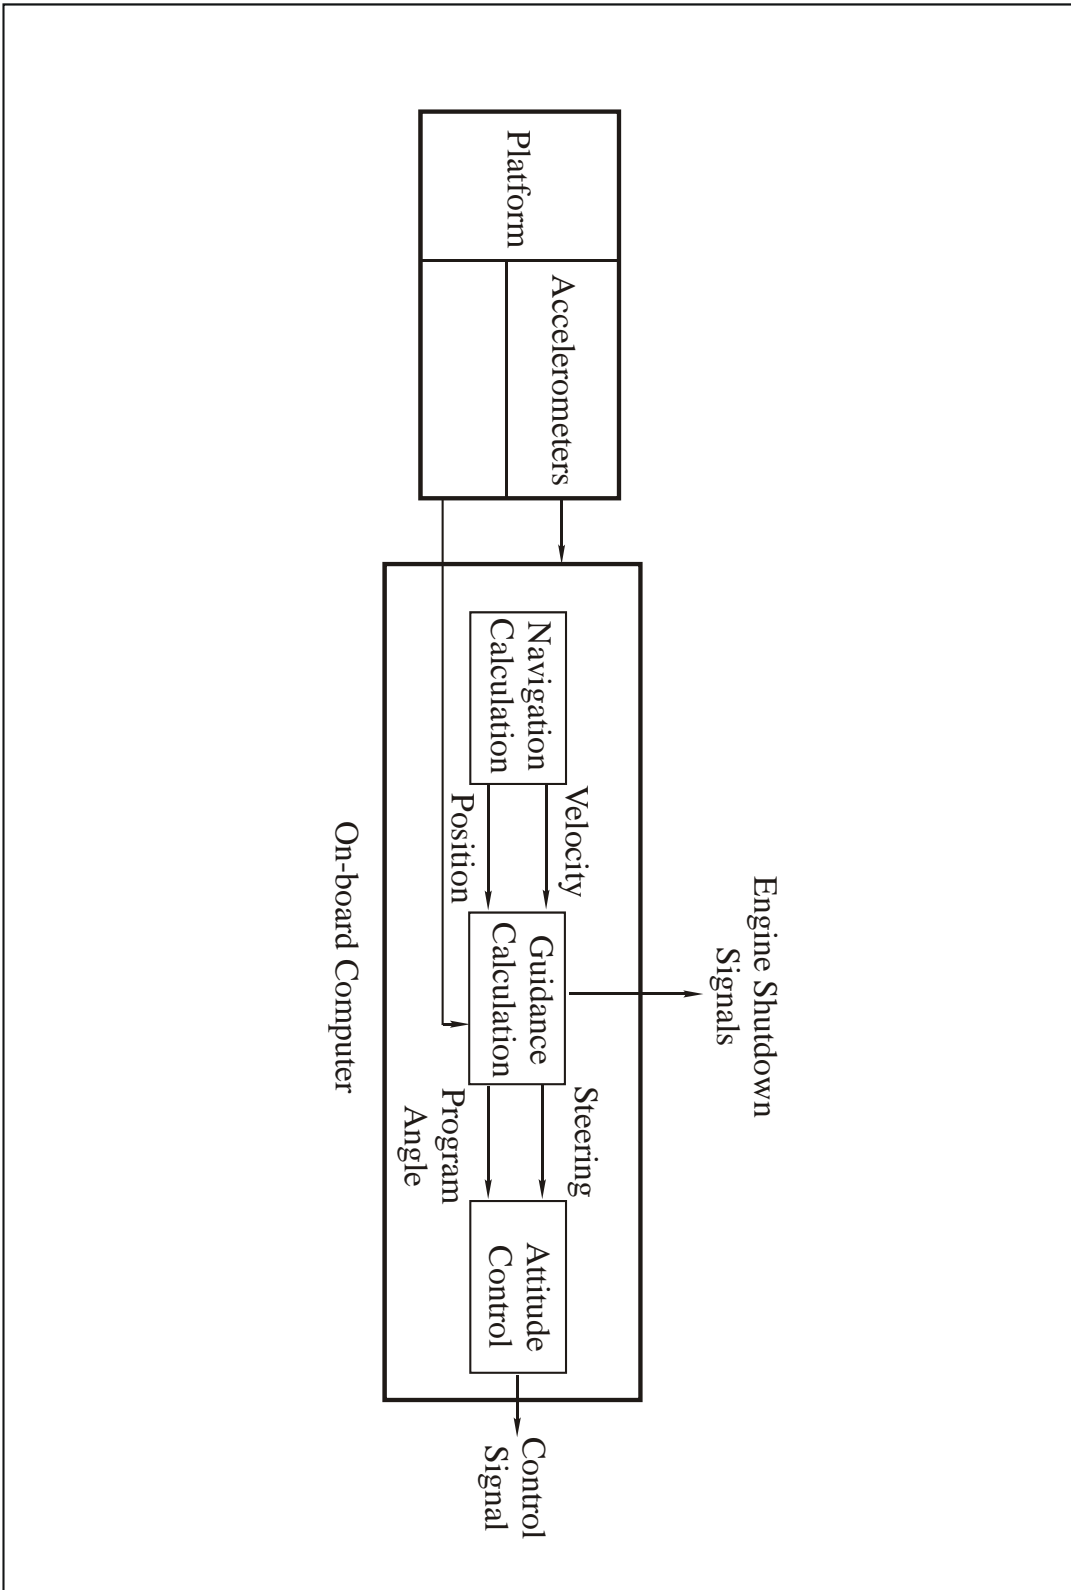 Platform
Accelerometers
Engine Shutdown
Signals
Navigation
Calculation
Velocity
Position
Guidance
Calculation
Steering
Program
Angle
Attitude
Control
Control
Signal
On-board Computer